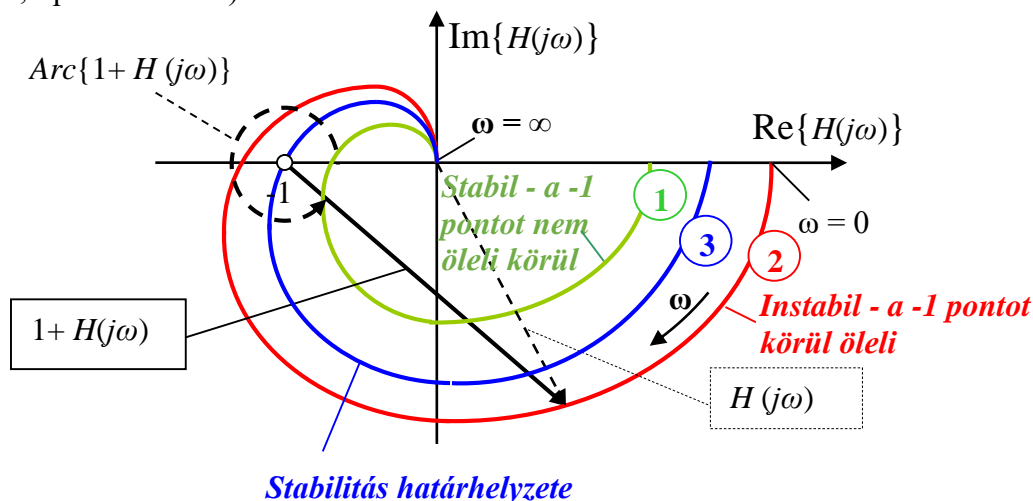 Im{H(jω)}
Arc{1+ H (jω)}
ω = ∞
Re{H(jω)}
-1
Stabil - a -1
pontot nem
öleli körül
1
3
2
ω = 0
ω
Instabil - a -1 pontot
körül öleli
1+ H(jω)
H (jω)
Stabilitás határhelyzete